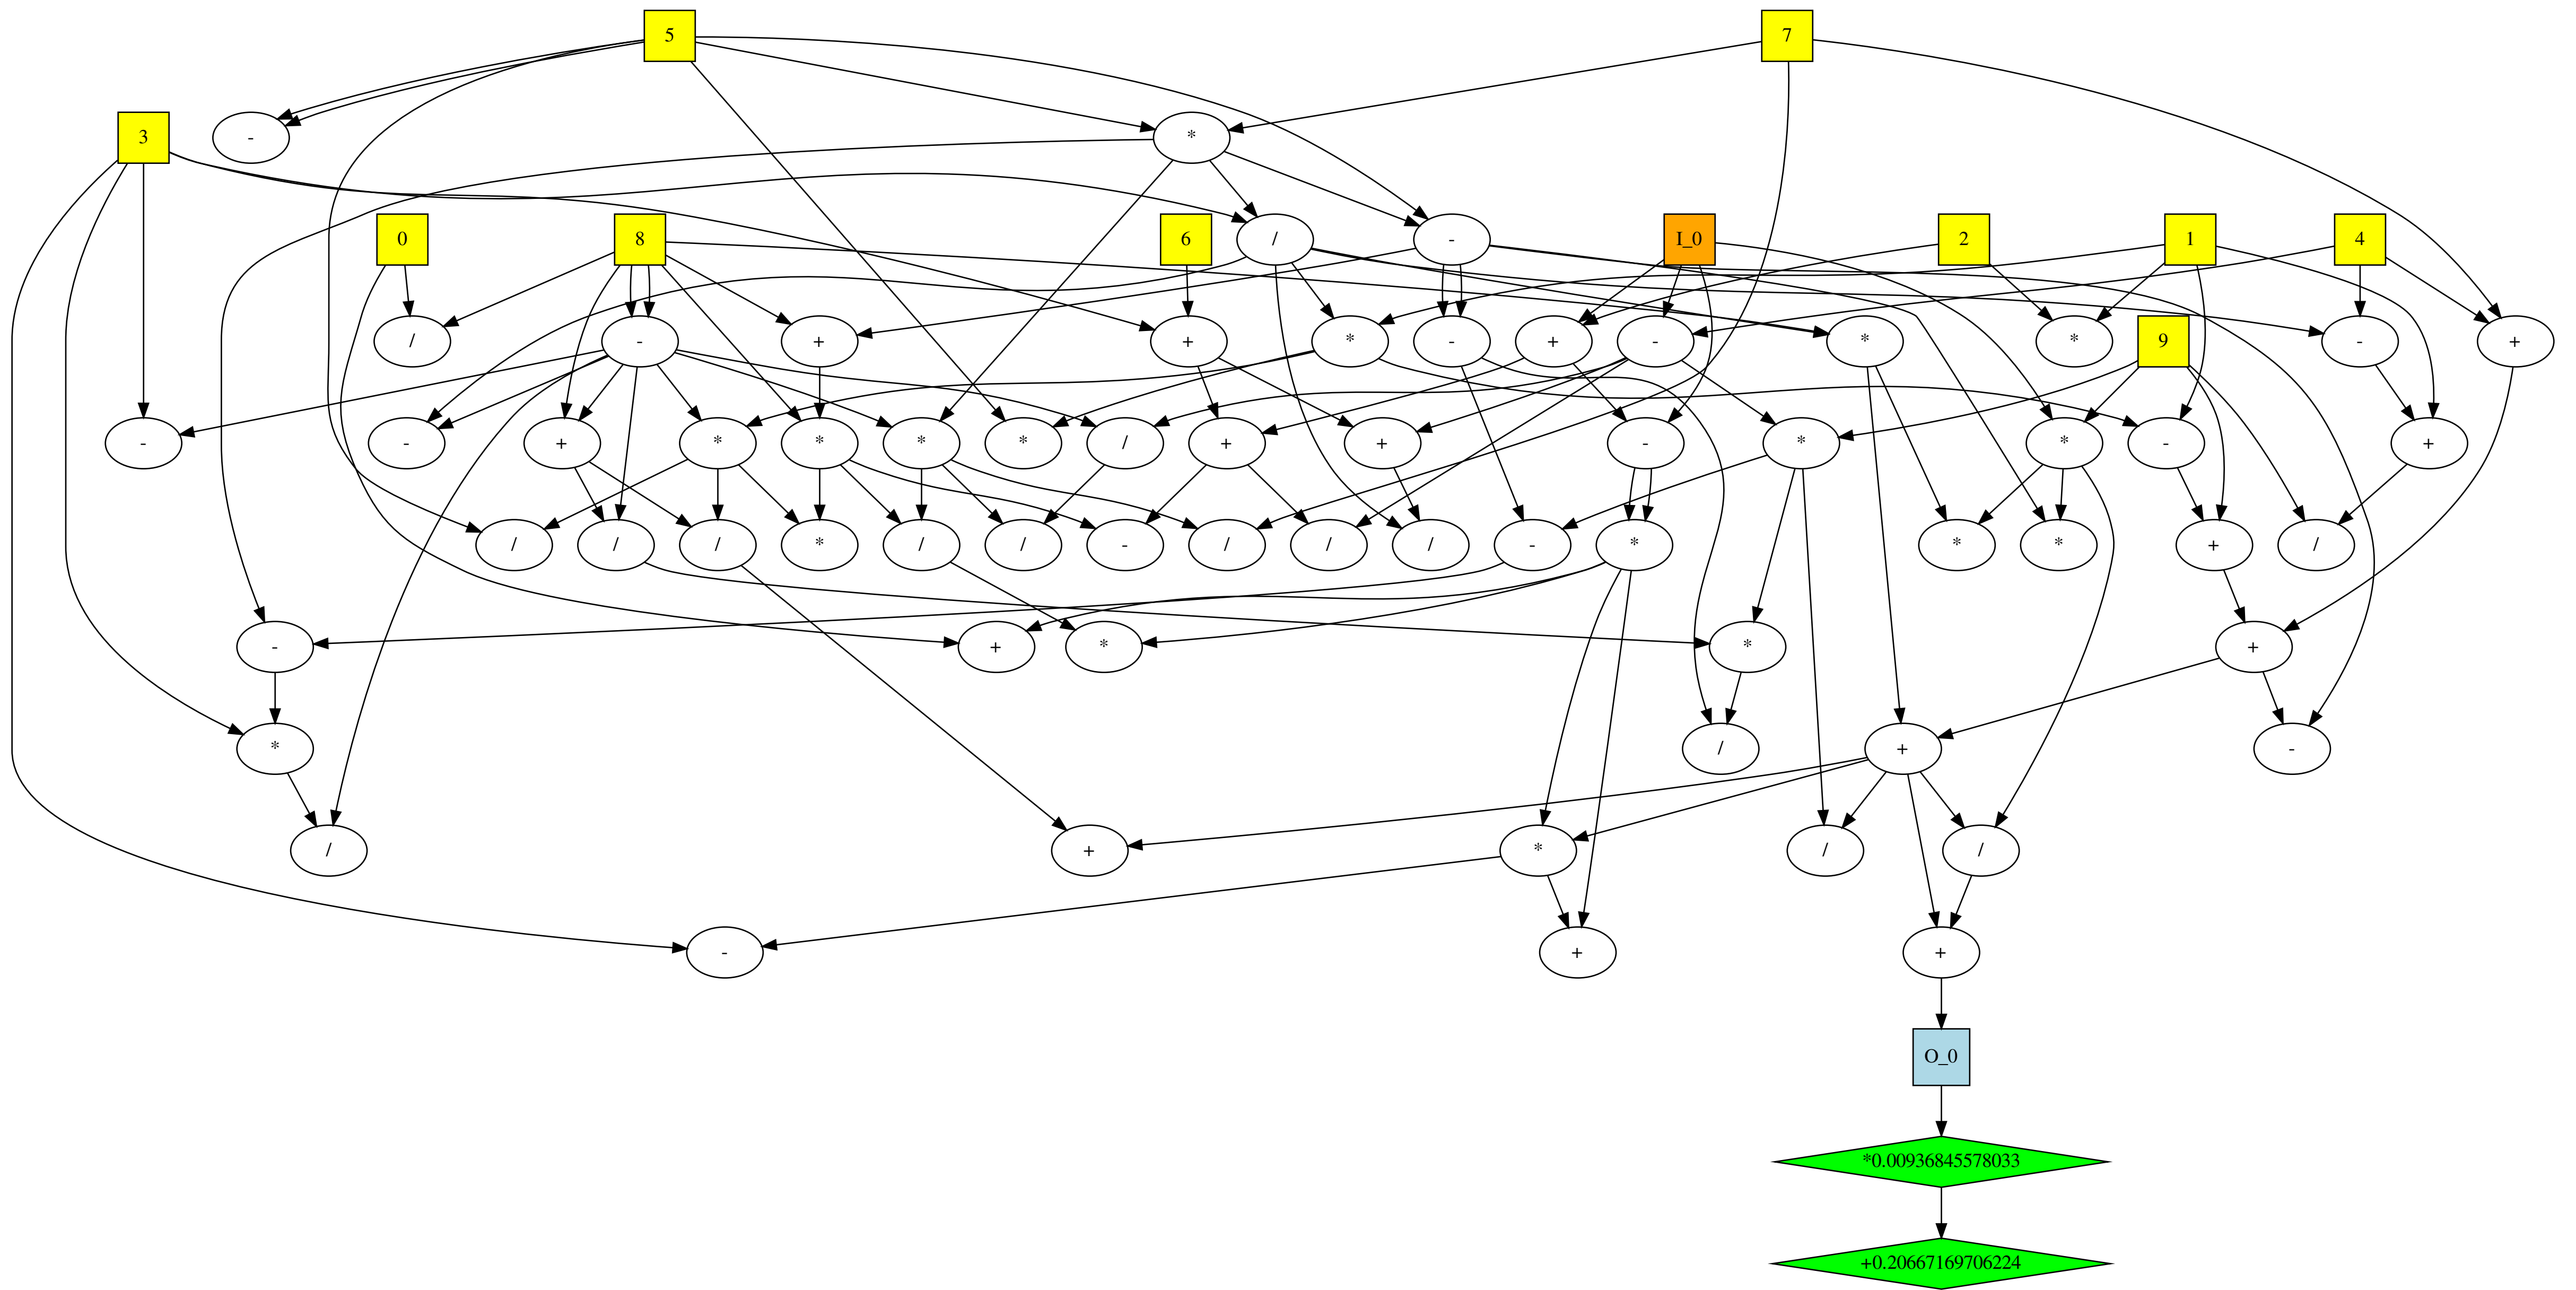 5 7
3 - *
0 8 6 / - I_0 2 1 4
/ - + + * - + - * * 9 - +
- - + * * * * / + + - * * - +
/ / / * / / - / / / - * * * + /
- + * * +
* / + -
/ + * / /
- + +
O_0
*0.00936845578033
+0.20667169706224